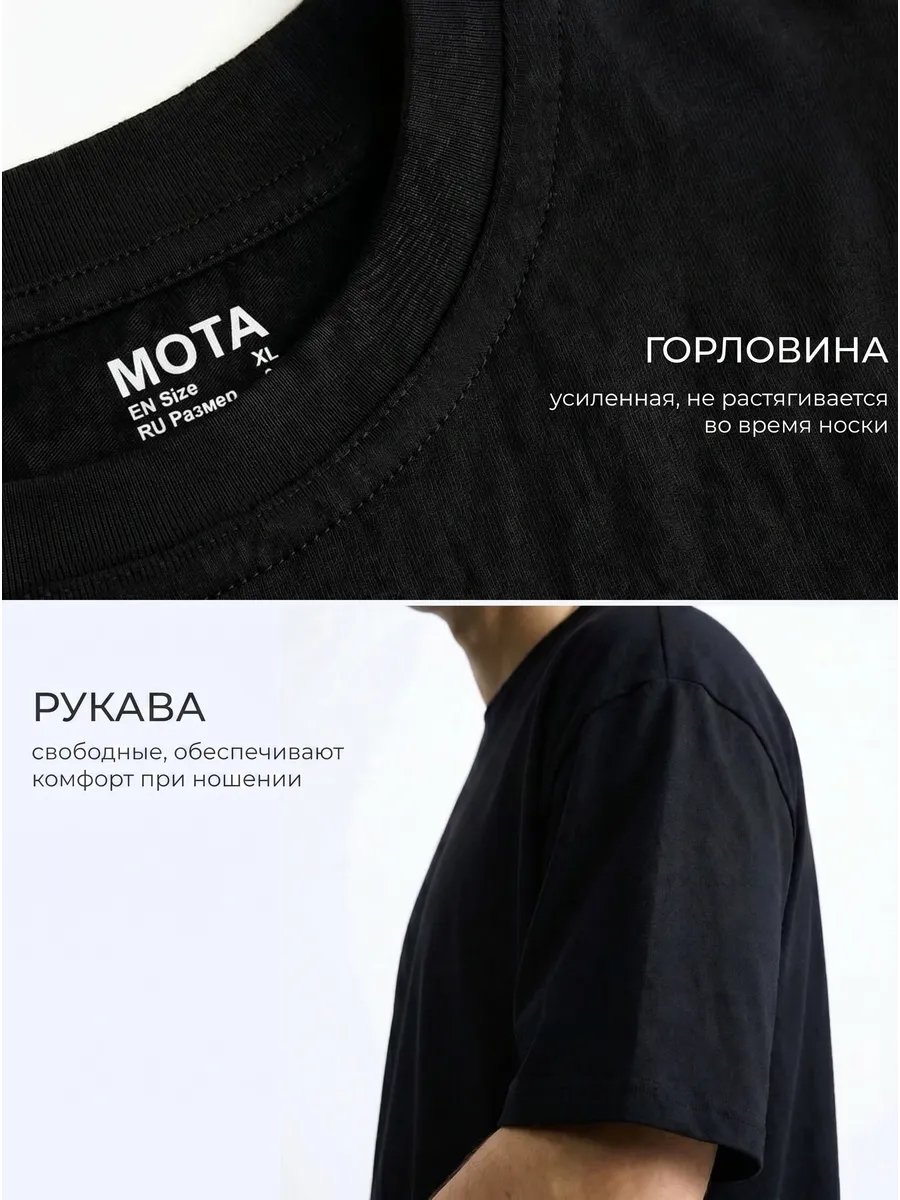 MOTA
EN Size XL
RU Размер
ГОРЛОВИНА
усиленная, не растягивается
во время носки
РУКАВА
свободные, обеспечивают
комфорт при ношении